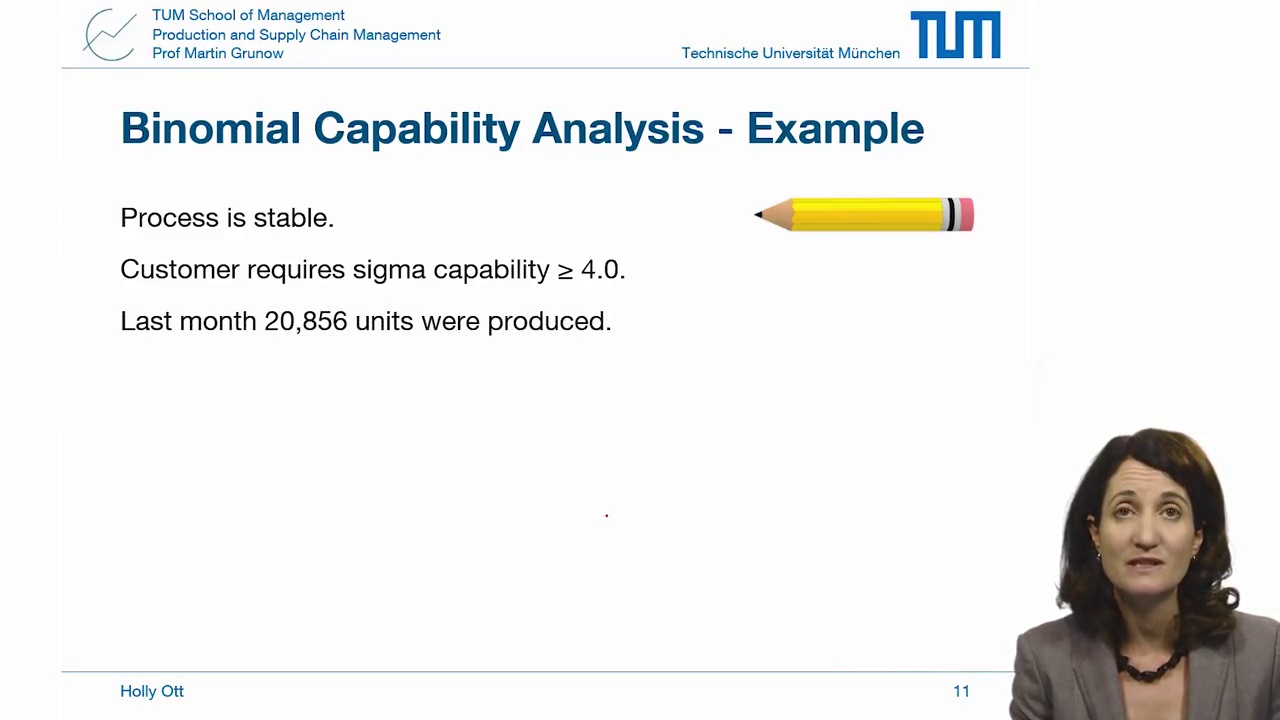 TUM School of Management
Production and Supply Chain Management
Prof Martin Grunow
Technische Universität München
TUM
Binomial Capability Analysis - Example
Process is stable.
Customer requires sigma capability ≥ 4.0.
Last month 20,856 units were produced.
Holly Ott
11